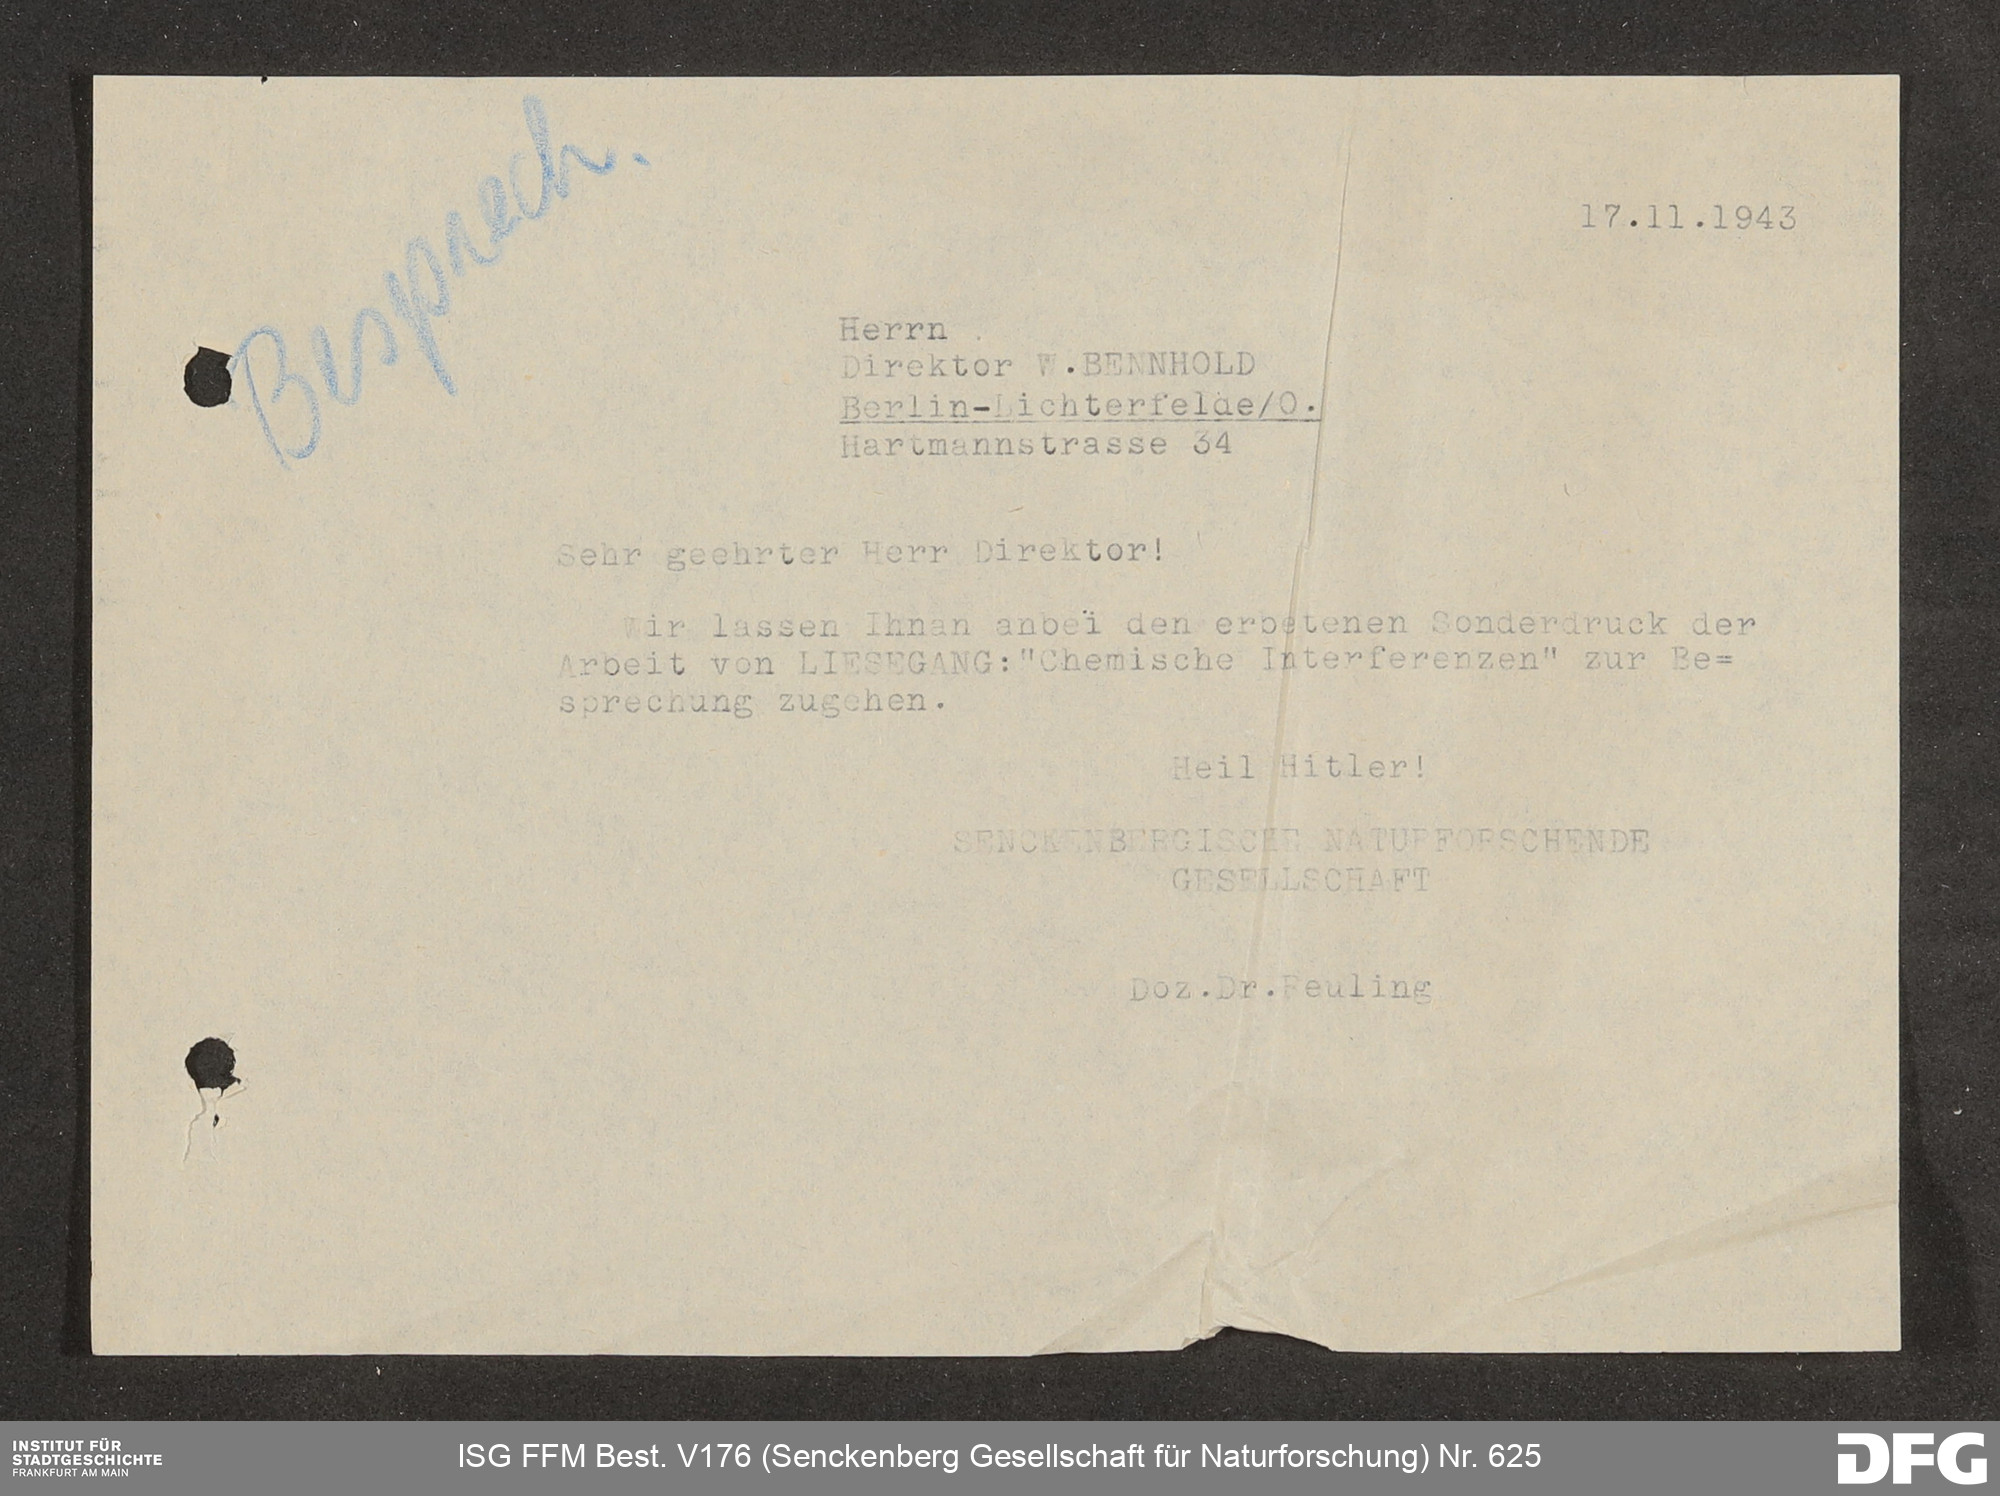 Besprech.
17.11.1943
Herrn
Direktor W.BENNHOLD
Berlin-Lichterfelde/O.
Hartmannstrasse 34
Sehr geehrter Herr Direktor!
Wir lassen Ihnan anbei den erbetenen Sonderdruck der
Arbeit von LIESEGANG:"Chemische Interferenzen" zur Be=
sprechung zugehen.
Heil Hitler!
SENCKENBERGISCHE NATURFORSCHENDE
GESELLSCHAFT
Doz.Dr.Feuling
INSTITUT FÜR
STADTGESCHICHTE
FRANKFURT AM MAIN
ISG FFM Best. V176 (Senckenberg Gesellschaft für Naturforschung) Nr. 625
DFG